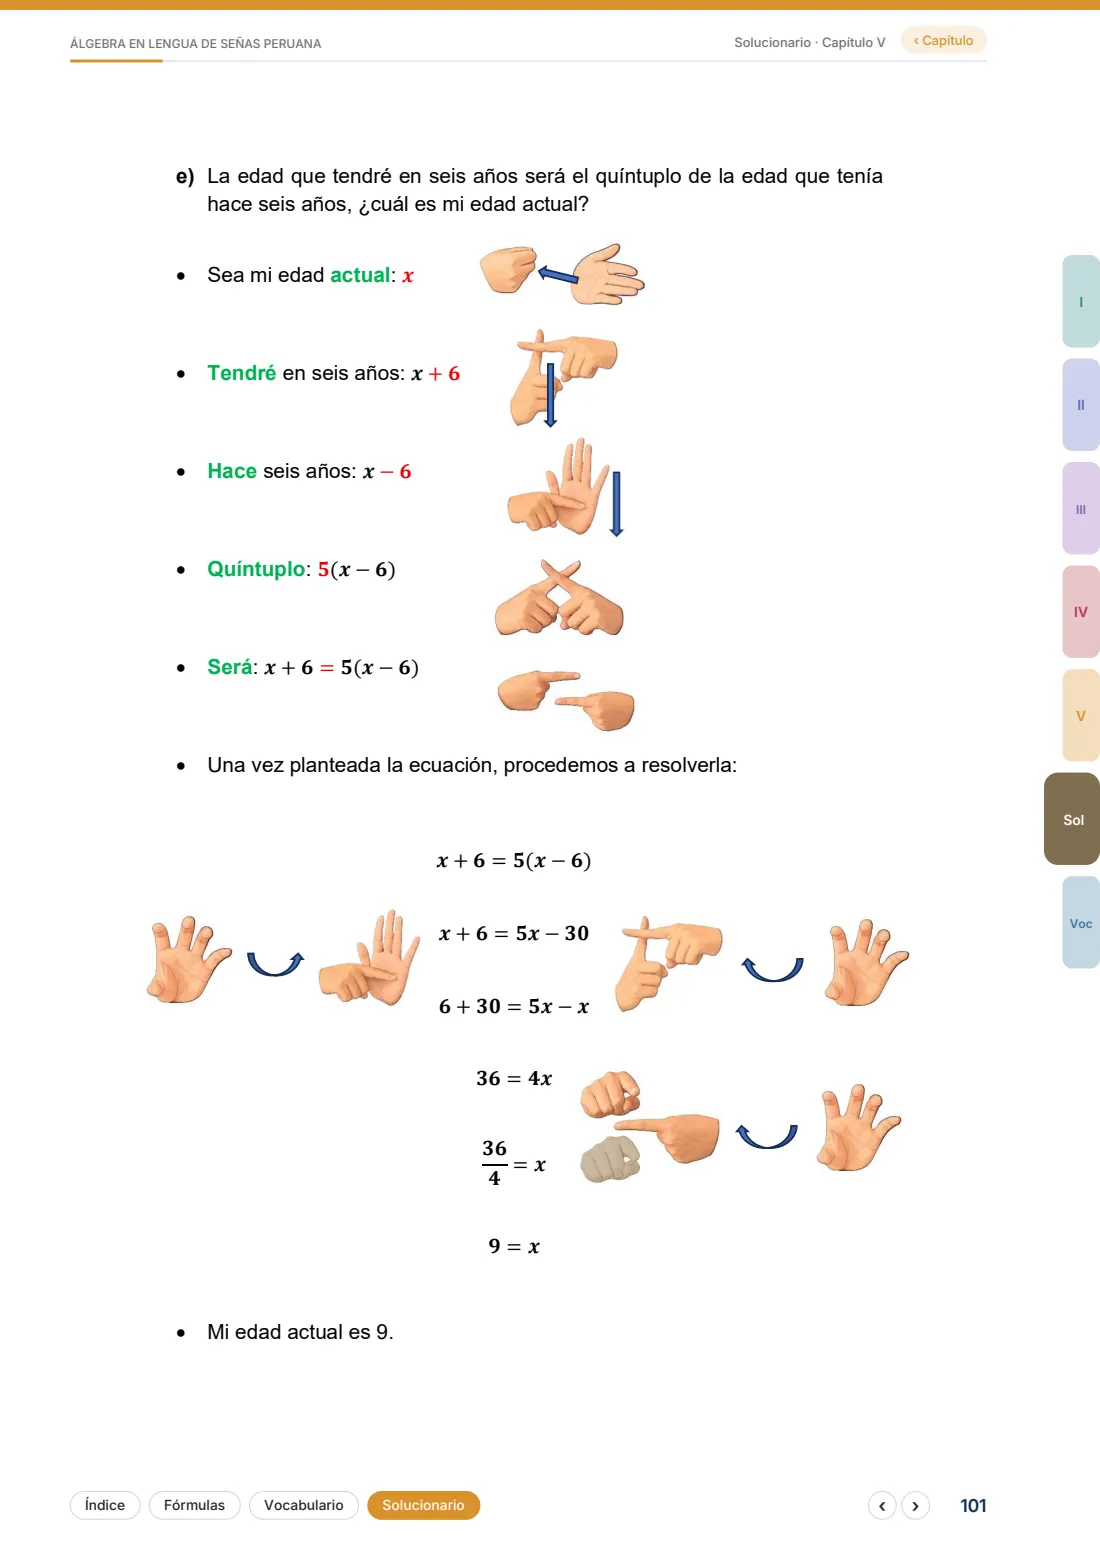 ÁLGEBRA EN LENGUA DE SEÑAS PERUANA
Solucionario · Capítulo V
‹ Capítulo
e) La edad que tendré en seis años será el quíntuplo de la edad que tenía
hace seis años, ¿cuál es mi edad actual?
• Sea mi edad actual: x
• Tendré en seis años: x + 6
• Hace seis años: x − 6
• Quíntuplo: 5(x − 6)
• Será: x + 6 = 5(x − 6)
• Una vez planteada la ecuación, procedemos a resolverla:
x + 6 = 5(x − 6)
x + 6 = 5x − 30
6 + 30 = 5x − x
36 = 4x
36/4 = x
9 = x
• Mi edad actual es 9.
I
II
III
IV
V
Sol
Voc
Índice
Fórmulas
Vocabulario
Solucionario
‹ ›
101